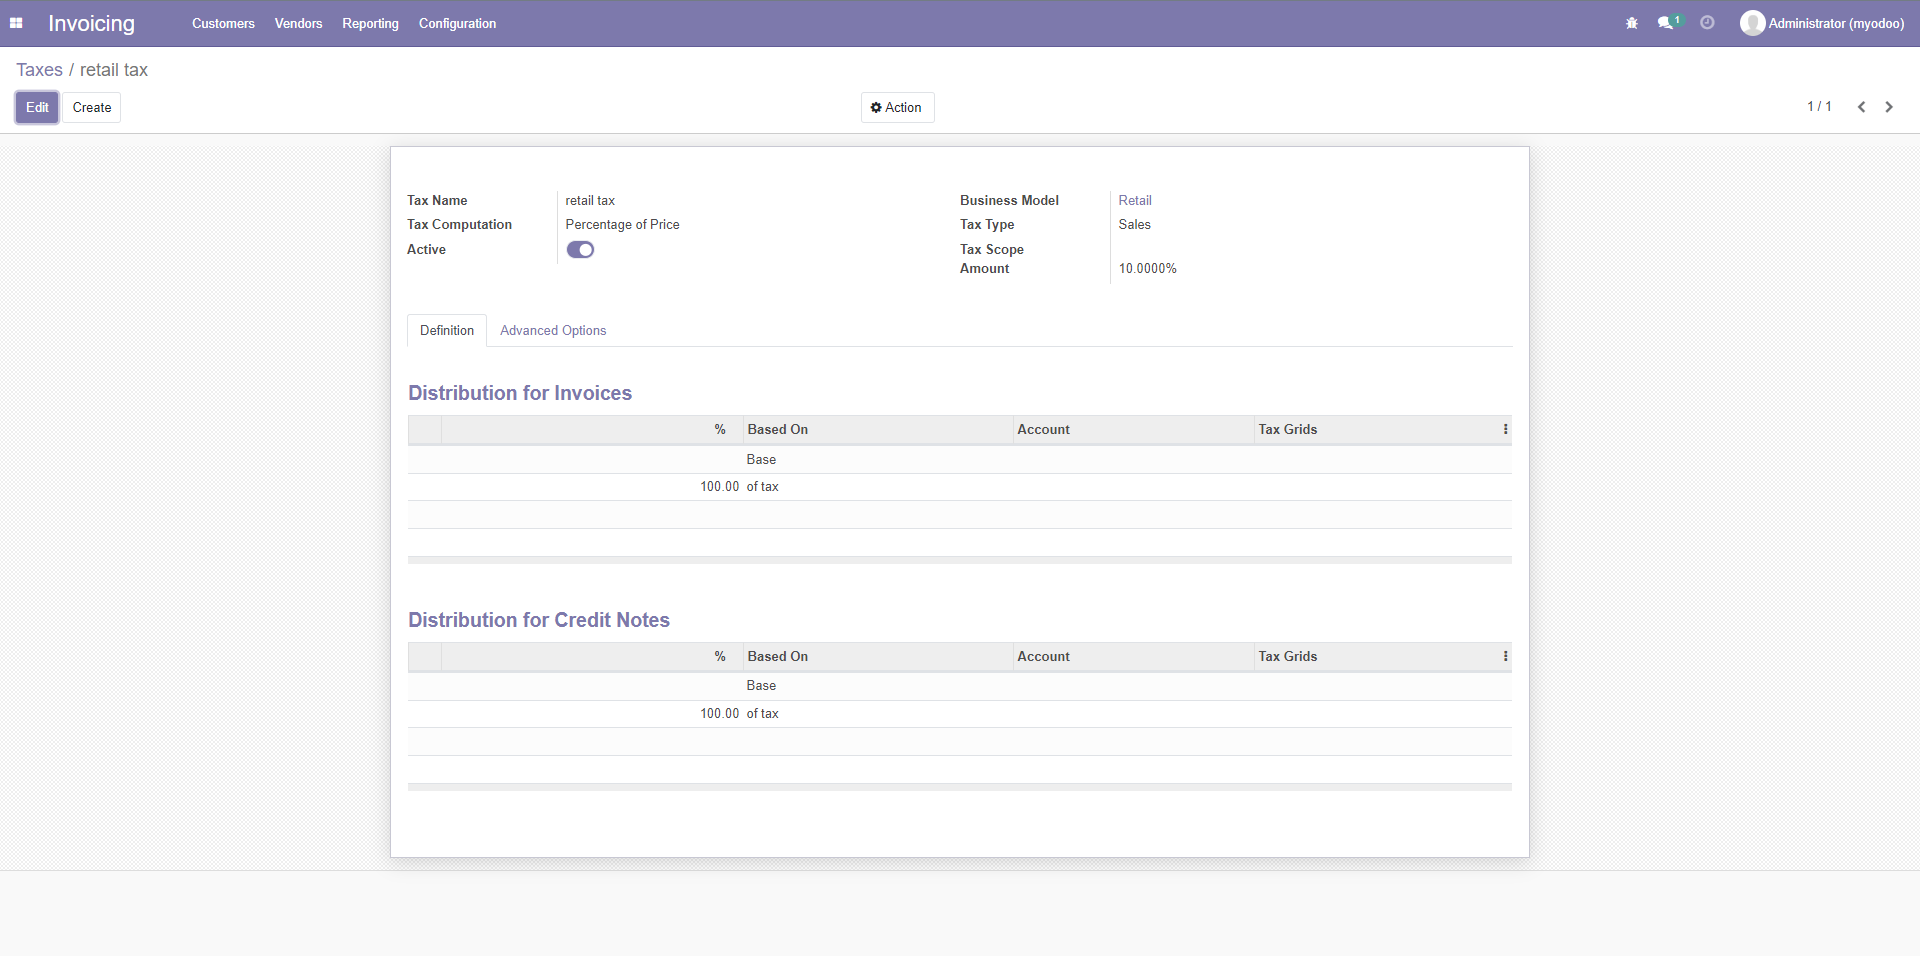 Invoicing Customers Vendors Reporting Configuration 1 Administrator (myodoo)
Taxes / retail tax
Edit Create Action 1 / 1
Tax Name retail tax Business Model Retail
Tax Computation Percentage of Price Tax Type Sales
Active Tax Scope
Amount 10.0000%
Definition Advanced Options
Distribution for Invoices
% Based On Account Tax Grids
Base
100.00 of tax
Distribution for Credit Notes
% Based On Account Tax Grids
Base
100.00 of tax